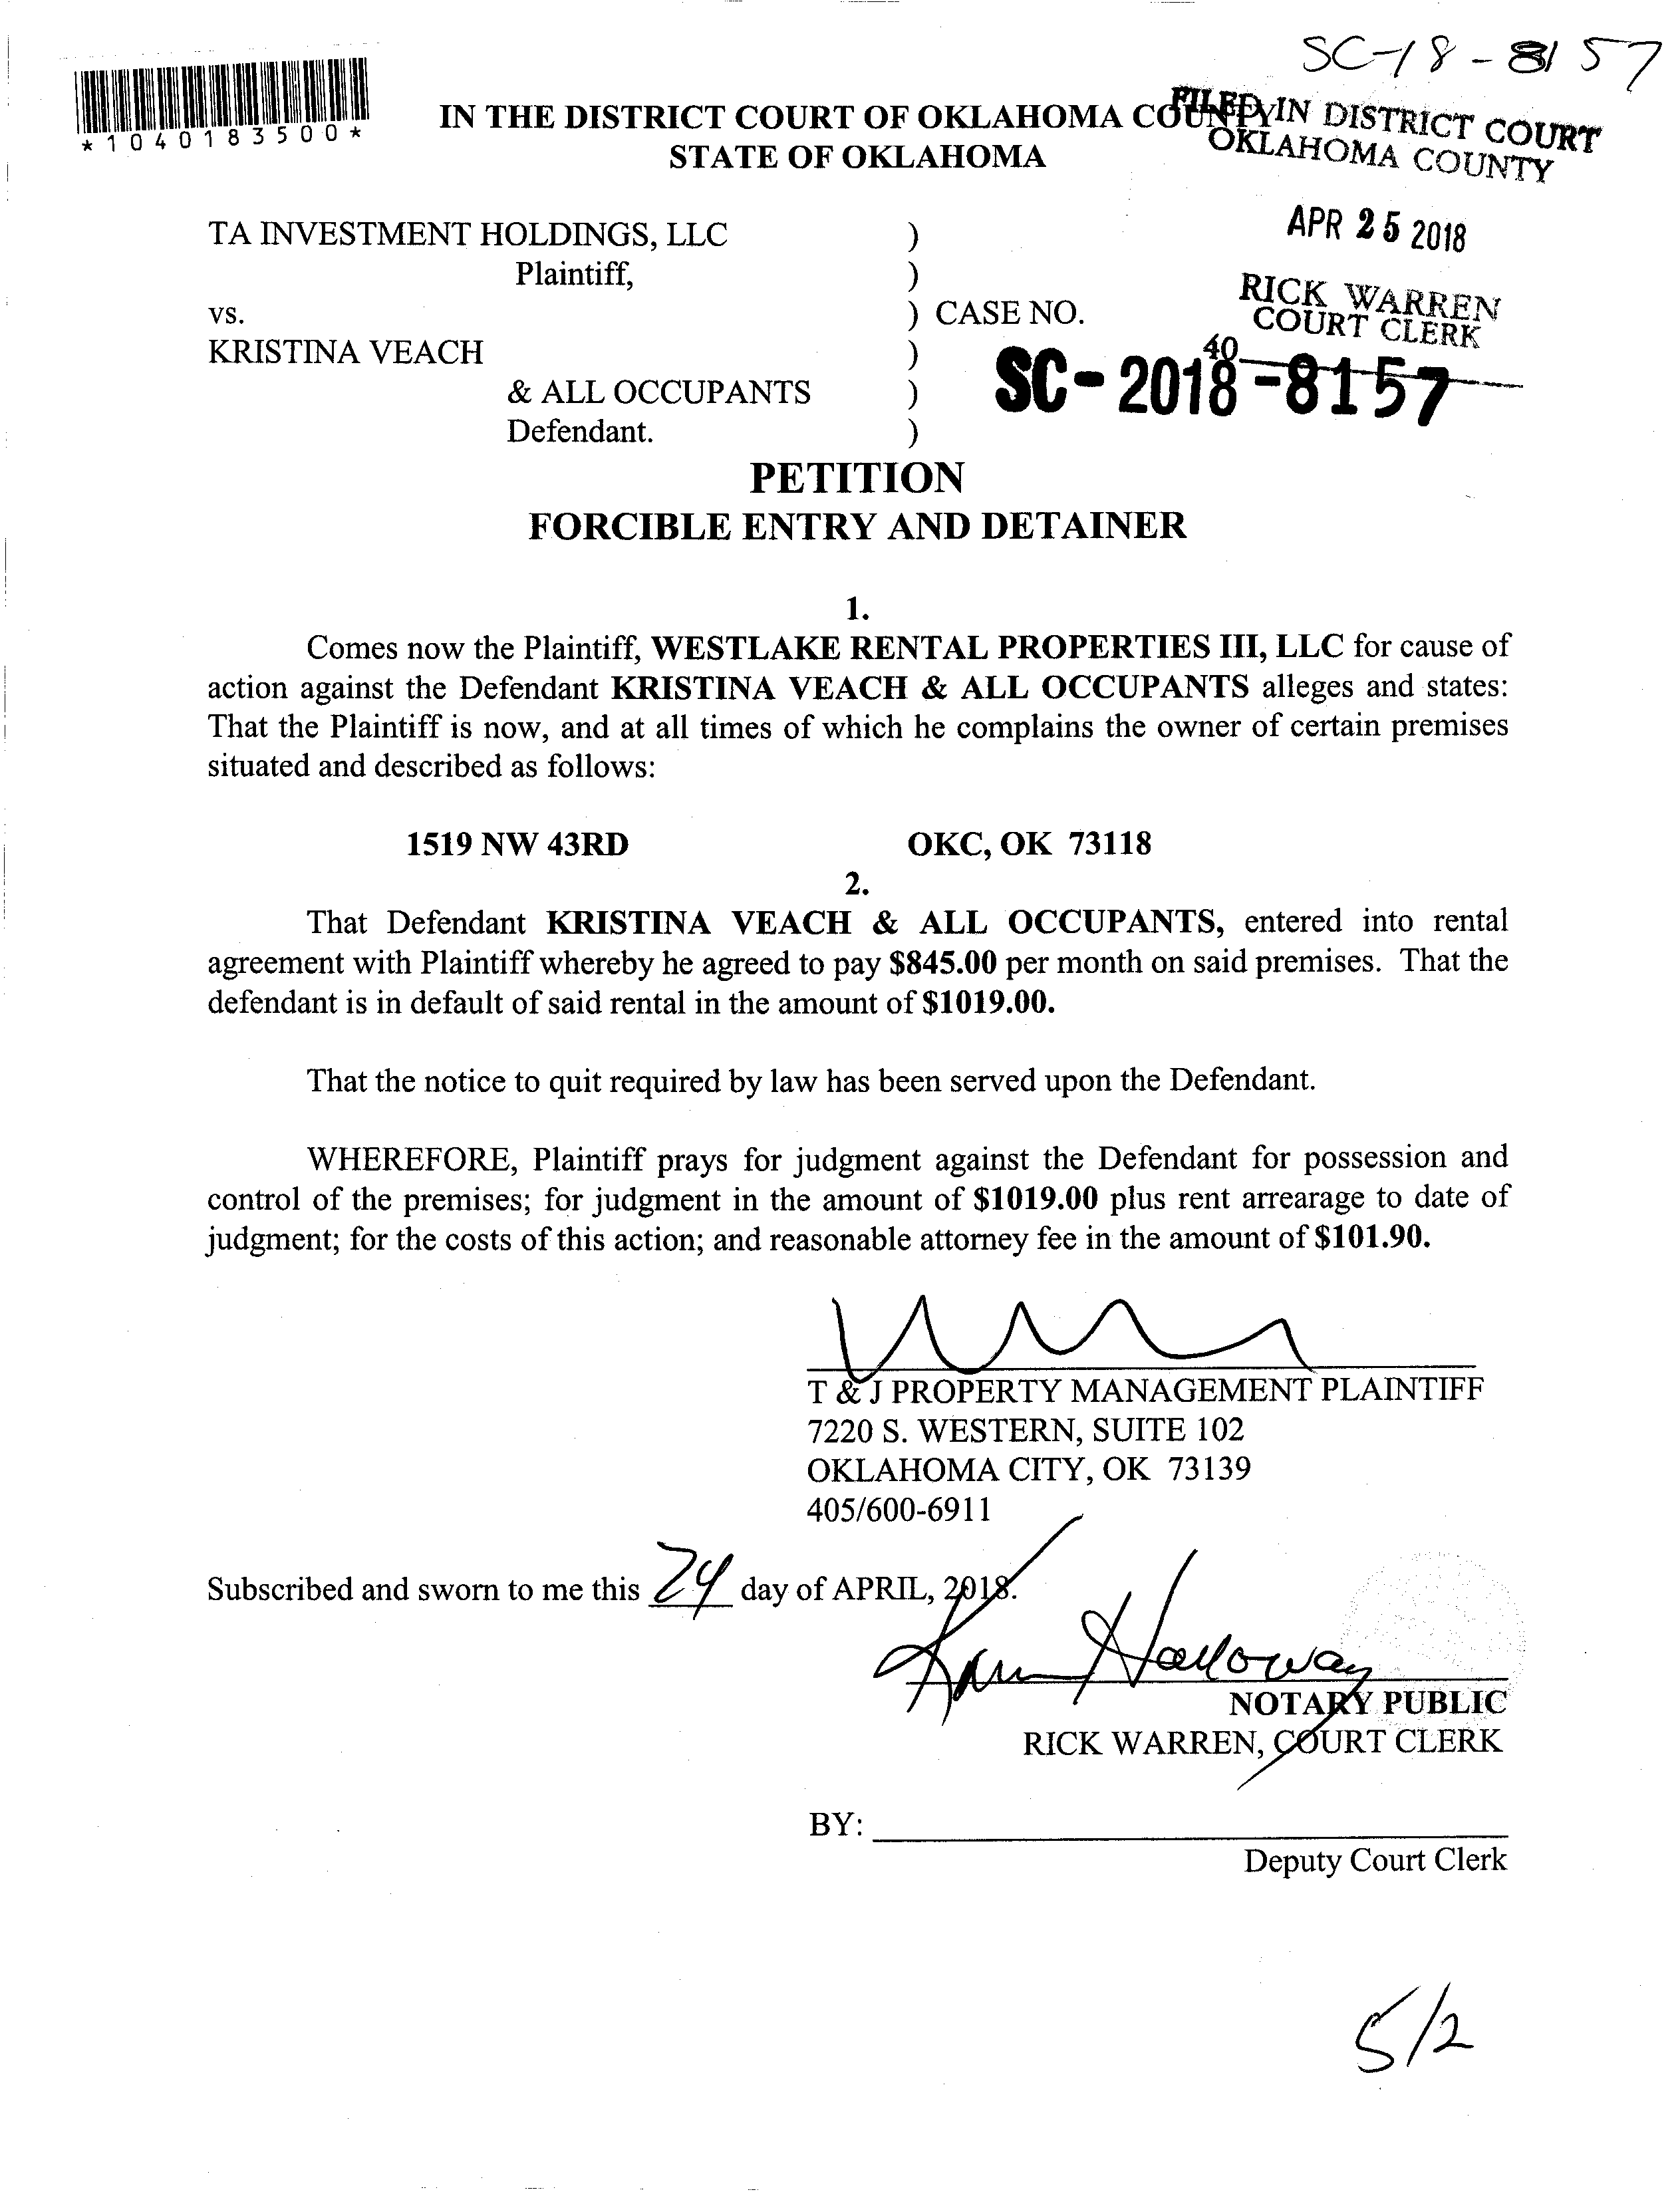 SC-18-8157
*1040183500*
IN THE DISTRICT COURT OF OKLAHOMA COUNTY
STATE OF OKLAHOMA
FILED IN DISTRICT COURT
OKLAHOMA COUNTY
APR 25 2018
RICK WARREN
COURT CLERK
40
TA INVESTMENT HOLDINGS, LLC )
Plaintiff, )
vs. ) CASE NO.
KRISTINA VEACH )
SC-2018-8157
& ALL OCCUPANTS )
Defendant. )
PETITION
FORCIBLE ENTRY AND DETAINER
1.
Comes now the Plaintiff, WESTLAKE RENTAL PROPERTIES III, LLC for cause of
action against the Defendant KRISTINA VEACH & ALL OCCUPANTS alleges and states:
That the Plaintiff is now, and at all times of which he complains the owner of certain premises
situated and described as follows:
1519 NW 43RD OKC, OK 73118
2.
That Defendant KRISTINA VEACH & ALL OCCUPANTS, entered into rental
agreement with Plaintiff whereby he agreed to pay $845.00 per month on said premises. That the
defendant is in default of said rental in the amount of $1019.00.
That the notice to quit required by law has been served upon the Defendant.
WHEREFORE, Plaintiff prays for judgment against the Defendant for possession and
control of the premises; for judgment in the amount of $1019.00 plus rent arrearage to date of
judgment; for the costs of this action; and reasonable attorney fee in the amount of $101.90.
T & J PROPERTY MANAGEMENT PLAINTIFF
7220 S. WESTERN, SUITE 102
OKLAHOMA CITY, OK 73139
405/600-6911
Subscribed and sworn to me this 24 day of APRIL, 2018.
Holloway
NOTARY PUBLIC
RICK WARREN, COURT CLERK
BY:
Deputy Court Clerk
5/2